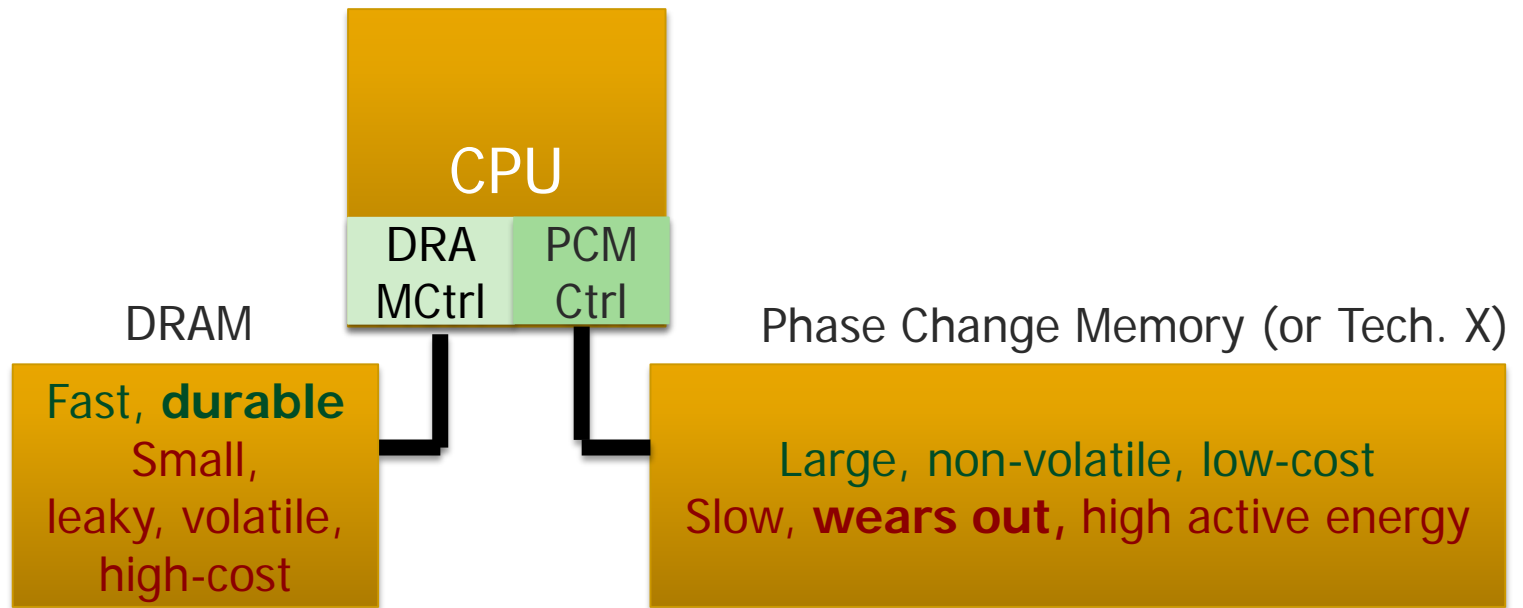 CPU
DRA
MCtrl
PCM
Ctrl
DRAM
Phase Change Memory (or Tech. X)
Fast, durable
Small,
leaky, volatile,
high-cost
Large, non-volatile, low-cost
Slow, wears out, high active energy